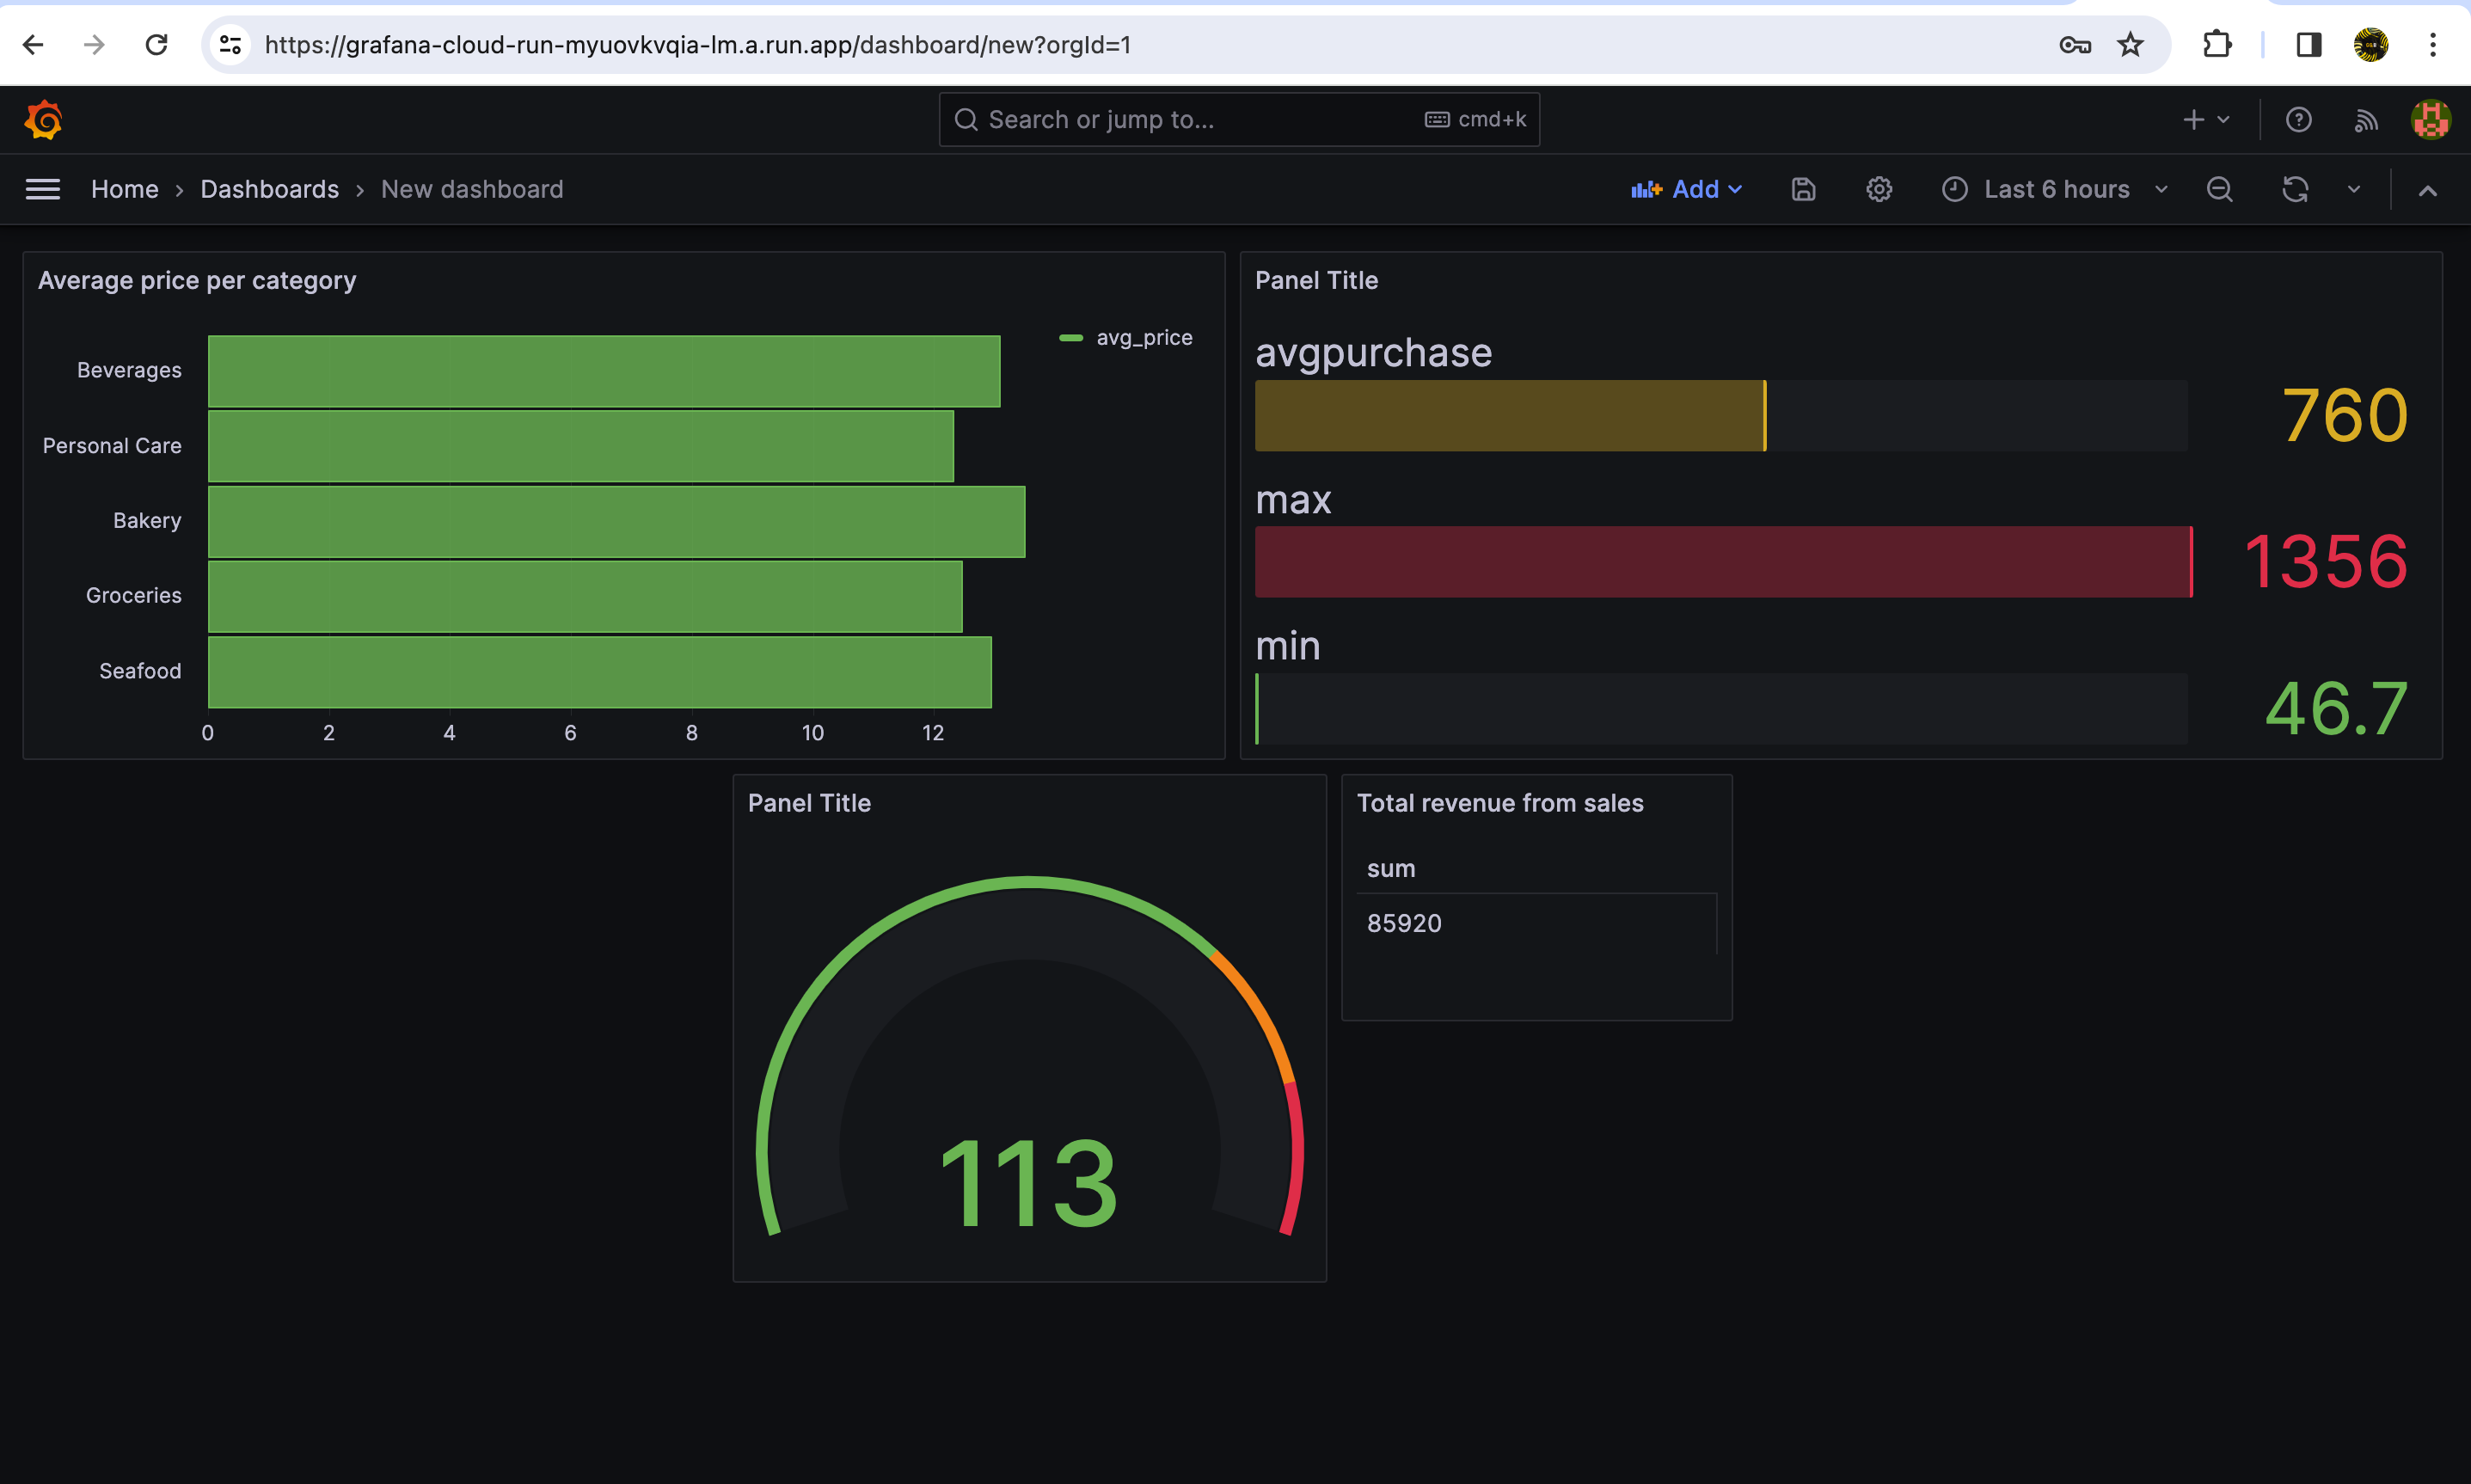 https://grafana-cloud-run-myuovkvqia-lm.a.run.app/dashboard/new?orgId=1
Search or jump to... cmd+k
Home › Dashboards › New dashboard Add Last 6 hours
Average price per category
avg_price
Beverages
Personal Care
Bakery
Groceries
Seafood
0 2 4 6 8 10 12
Panel Title
avgpurchase
760
max
1356
min
46.7
Panel Title
113
Total revenue from sales
sum
85920